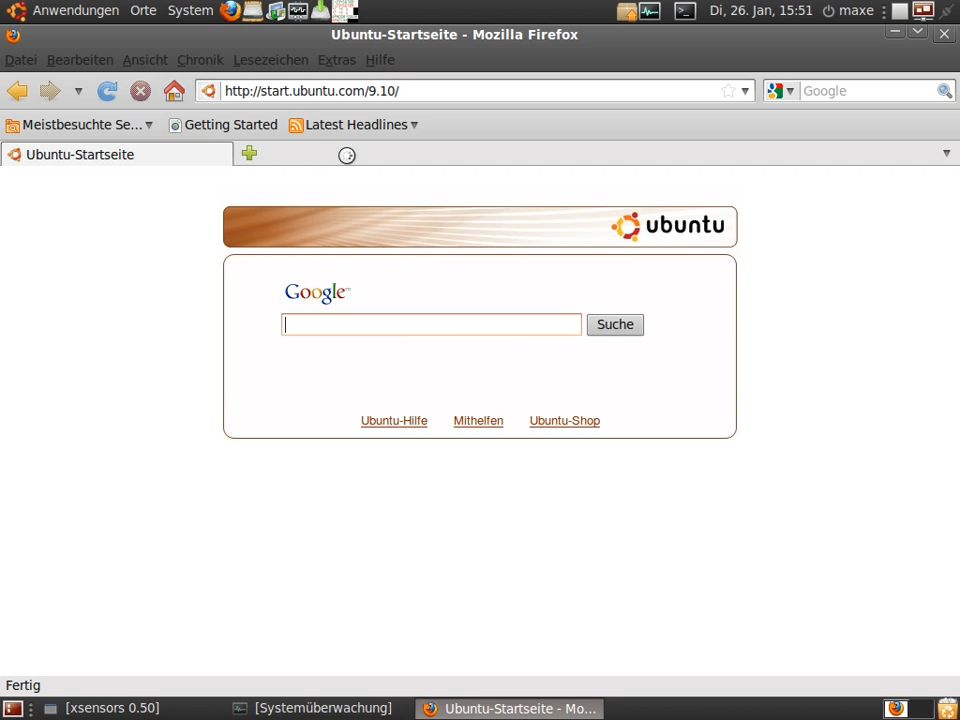 Anwendungen Orte System Di, 26. Jan, 15:51 maxe
Ubuntu-Startseite - Mozilla Firefox
Datei Bearbeiten Ansicht Chronik Lesezeichen Extras Hilfe
http://start.ubuntu.com/9.10/ Google
Meistbesuchte Se... Getting Started Latest Headlines
Ubuntu-Startseite
ubuntu
Google™
Suche
Ubuntu-Hilfe Mithelfen Ubuntu-Shop
Fertig
[xsensors 0.50] [Systemüberwachung] Ubuntu-Startseite - Mo...